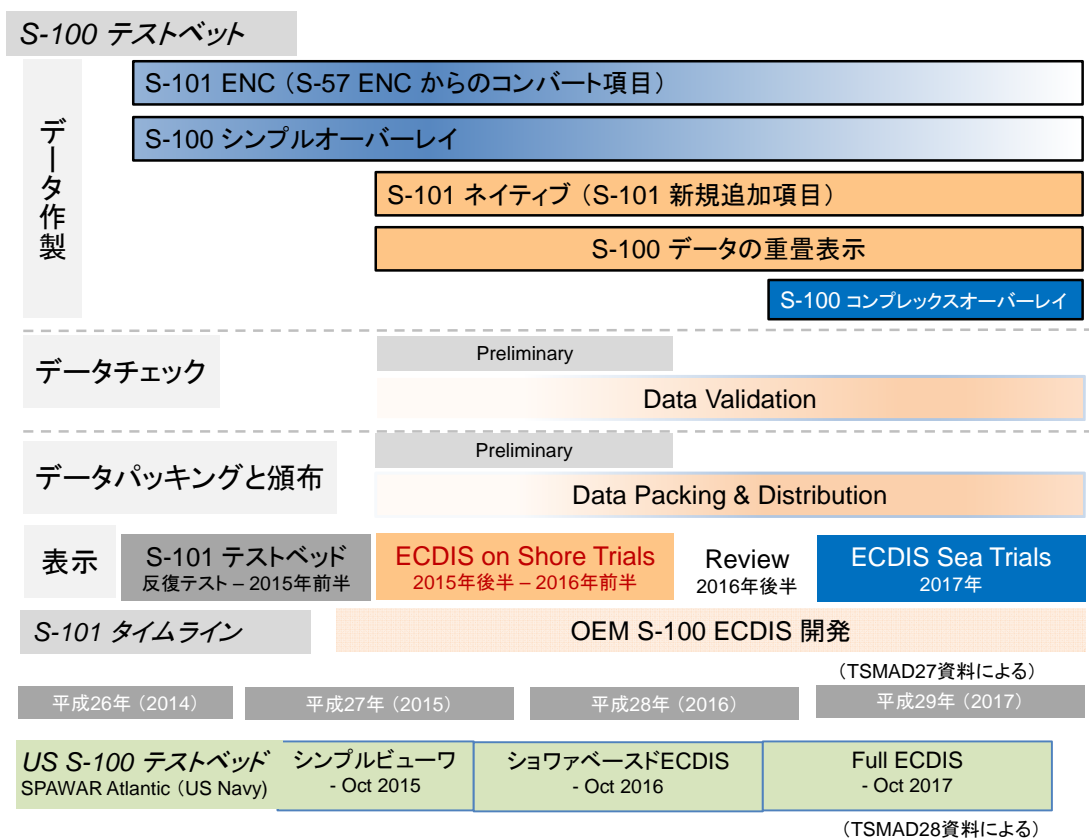 S-100 テストベット
データ作製
S-101 ENC（S-57 ENC からのコンバート項目）
S-100 シンプルオーバーレイ
S-101 ネイティブ（S-101 新規追加項目）
S-100 データの重畳表示
S-100 コンプレックスオーバーレイ
データチェック
Preliminary
Data Validation
データパッキングと頒布
Preliminary
Data Packing & Distribution
表示
S-101 テストベッド
反復テスト – 2015年前半
ECDIS on Shore Trials
2015年後半 – 2016年前半
Review
2016年後半
ECDIS Sea Trials
2017年
S-101 タイムライン
OEM S-100 ECDIS 開発
（TSMAD27資料による）
平成26年（2014）
平成27年（2015）
平成28年（2016）
平成29年（2017）
US S-100 テストベッド
SPAWAR Atlantic（US Navy)
シンプルビューワ
- Oct 2015
ショワァベースドECDIS
- Oct 2016
Full ECDIS
- Oct 2017
（TSMAD28資料による）